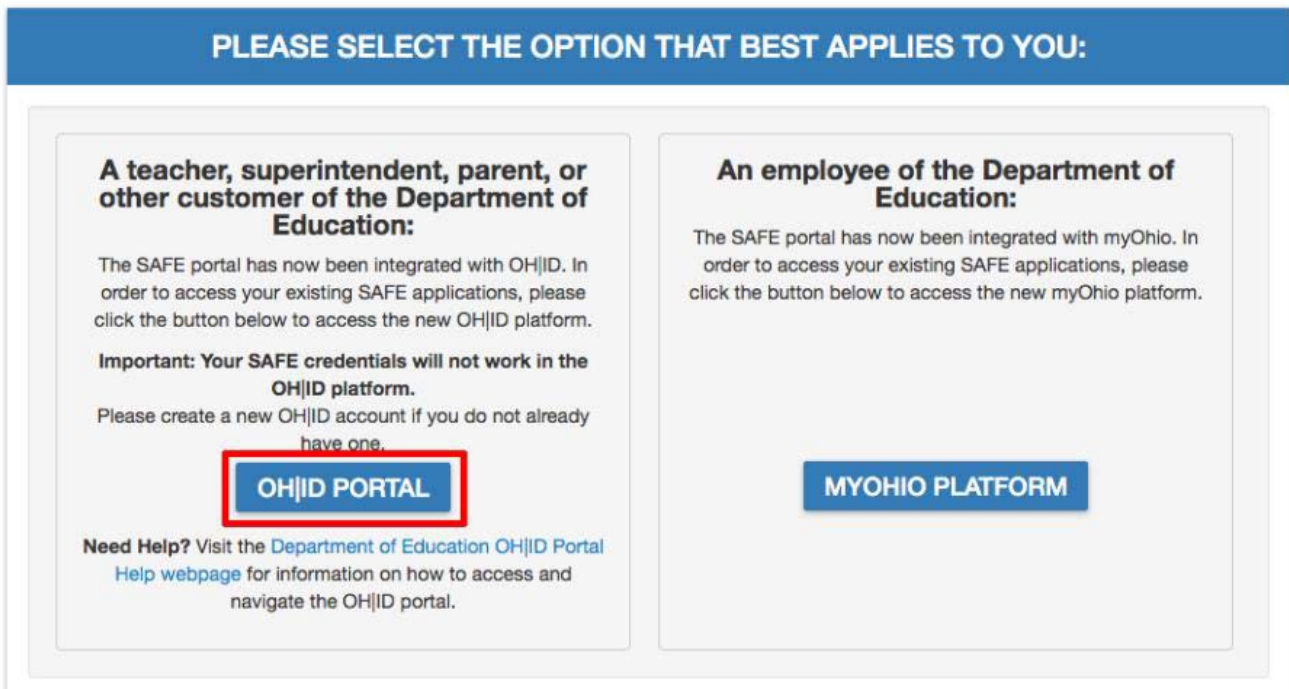 PLEASE SELECT THE OPTION THAT BEST APPLIES TO YOU:
A teacher, superintendent, parent, or
other customer of the Department of
Education:
The SAFE portal has now been integrated with OH|ID. In
order to access your existing SAFE applications, please
click the button below to access the new OH|ID platform.
Important: Your SAFE credentials will not work in the
OH|ID platform.
Please create a new OH|ID account if you do not already
have one.
OH|ID PORTAL
Need Help? Visit the Department of Education OH|ID Portal
Help webpage for information on how to access and
navigate the OH|ID portal.
An employee of the Department of
Education:
The SAFE portal has now been integrated with myOhio. In
order to access your existing SAFE applications, please
click the button below to access the new myOhio platform.
MYOHIO PLATFORM